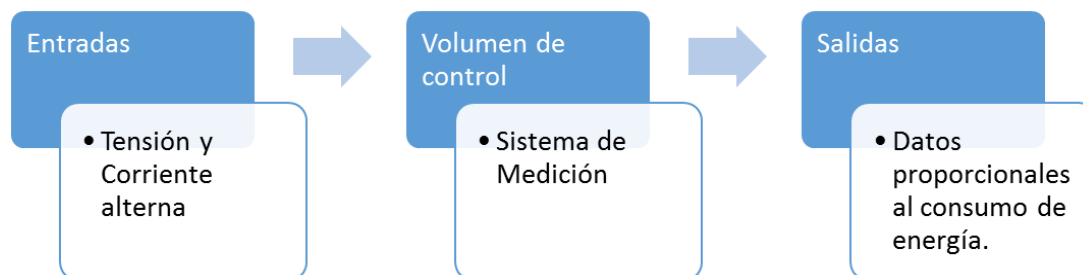 Entradas
• Tensión y
Corriente
alterna
Volumen de
control
• Sistema de
Medición
Salidas
• Datos
proporcionales
al consumo de
energía.